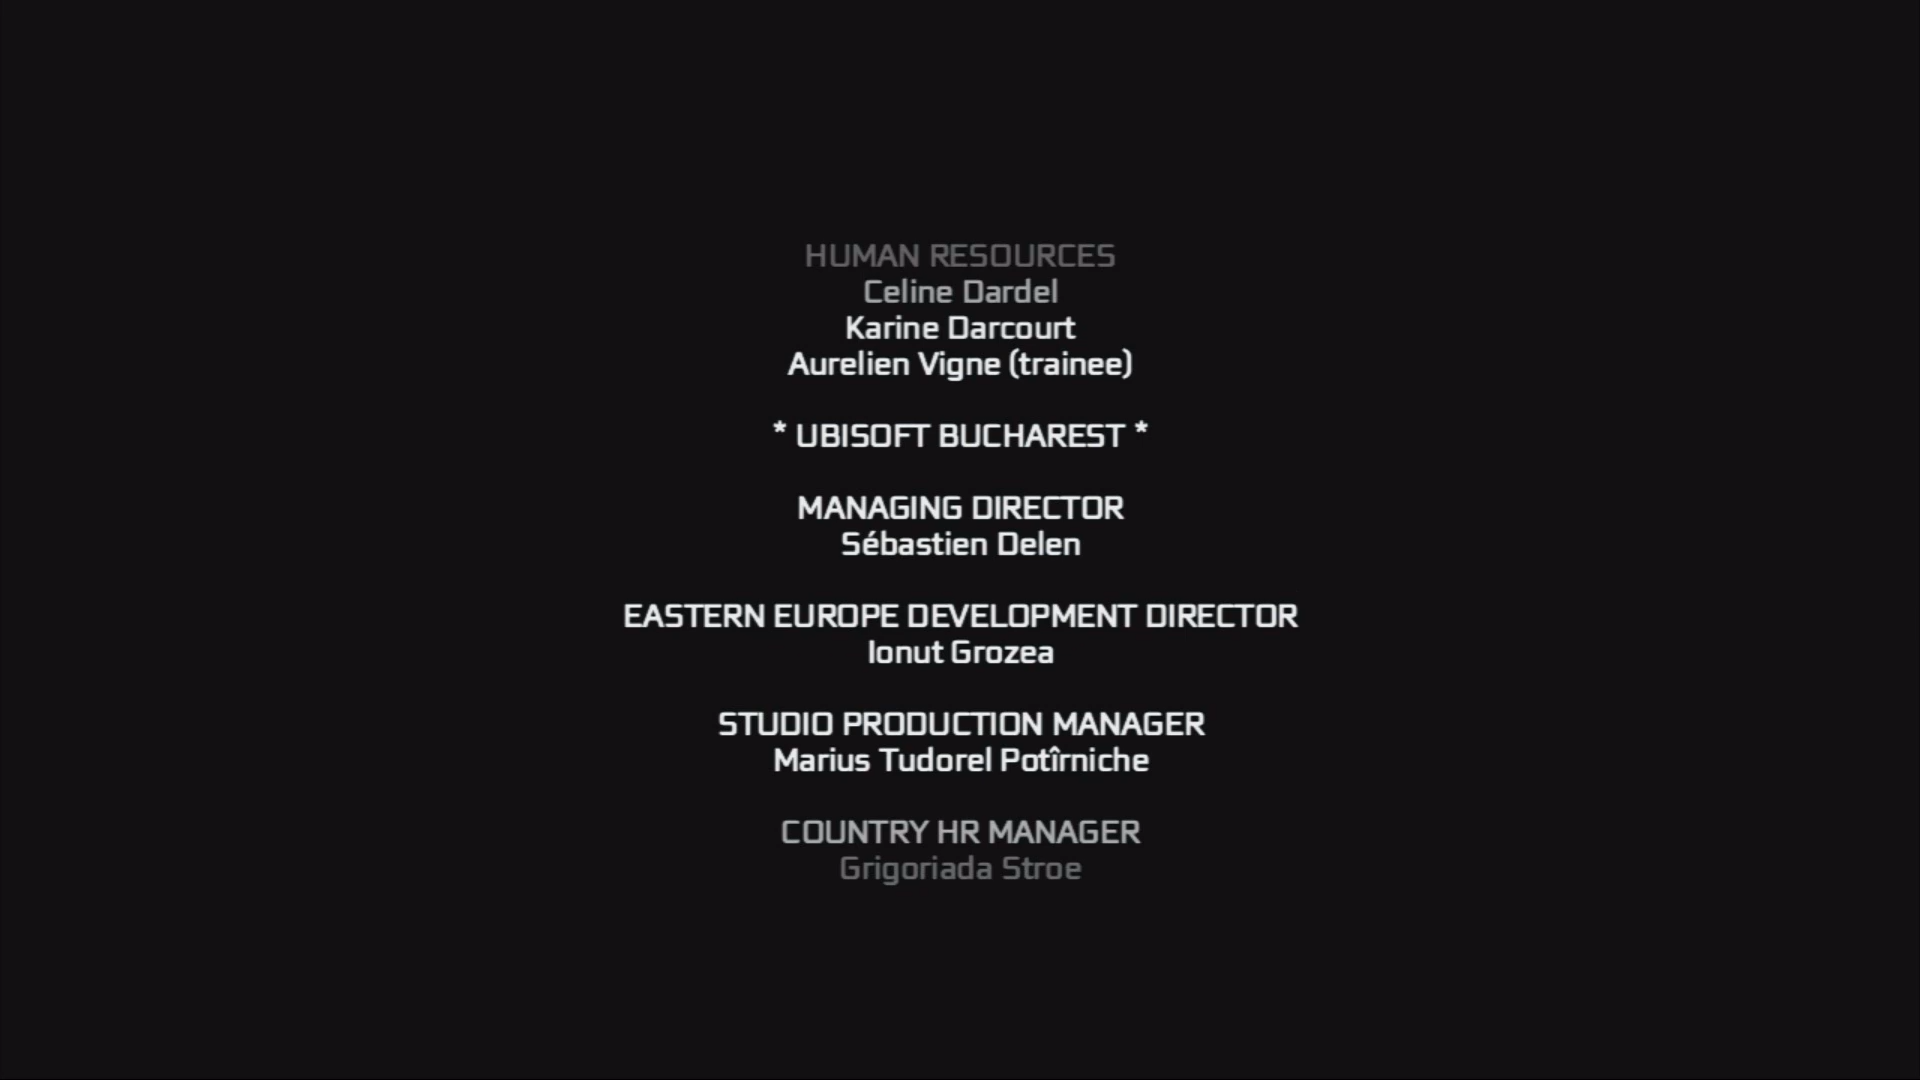 HUMAN RESOURCES
Celine Dardel
Karine Darcourt
Aurelien Vigne (trainee)
* UBISOFT BUCHAREST *
MANAGING DIRECTOR
Sébastien Delen
EASTERN EUROPE DEVELOPMENT DIRECTOR
Ionut Grozea
STUDIO PRODUCTION MANAGER
Marius Tudorel Potîrniche
COUNTRY HR MANAGER
Grigoriada Stroe